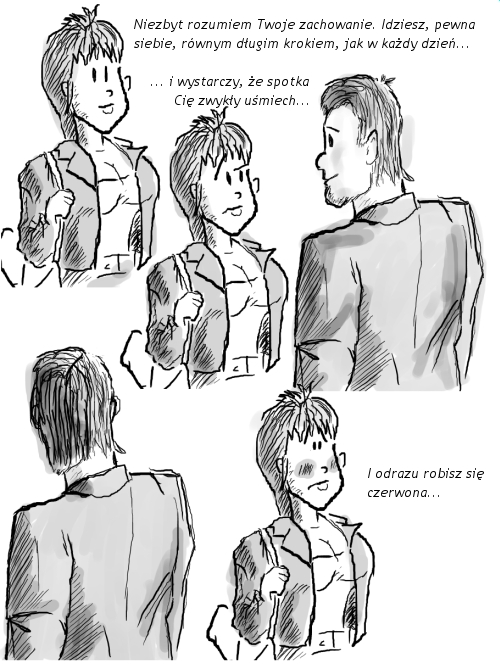 Niezbyt rozumiem Twoje zachowanie. Idziesz, pewna
siebie, równym długim krokiem, jak w każdy dzień...
... i wystarczy, że spotka
Cię zwykły uśmiech...
I odrazu robisz się
czerwona...